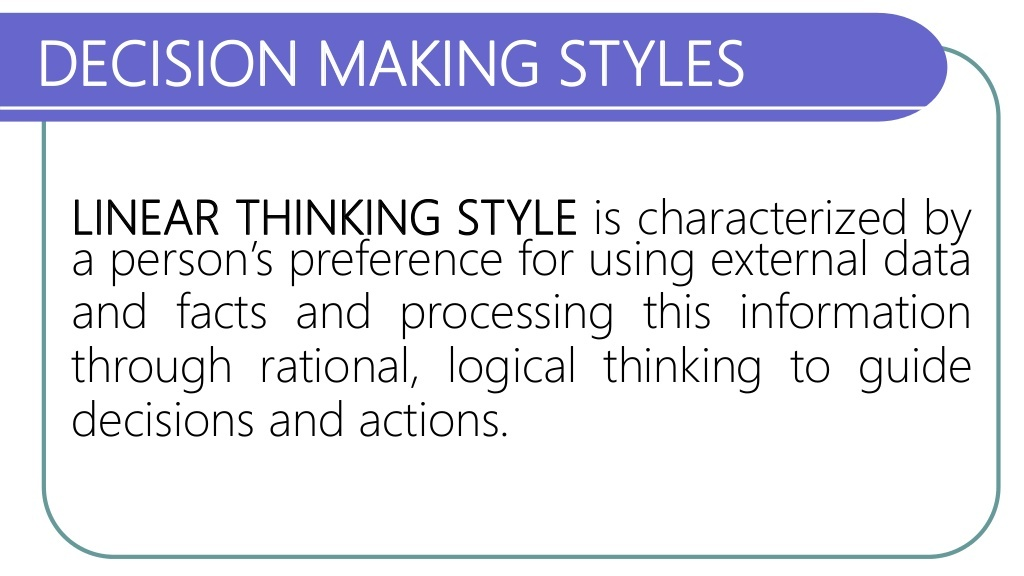 DECISION MAKING STYLES
LINEAR THINKING STYLE is characterized by
a person’s preference for using external data
and facts and processing this information
through rational, logical thinking to guide
decisions and actions.